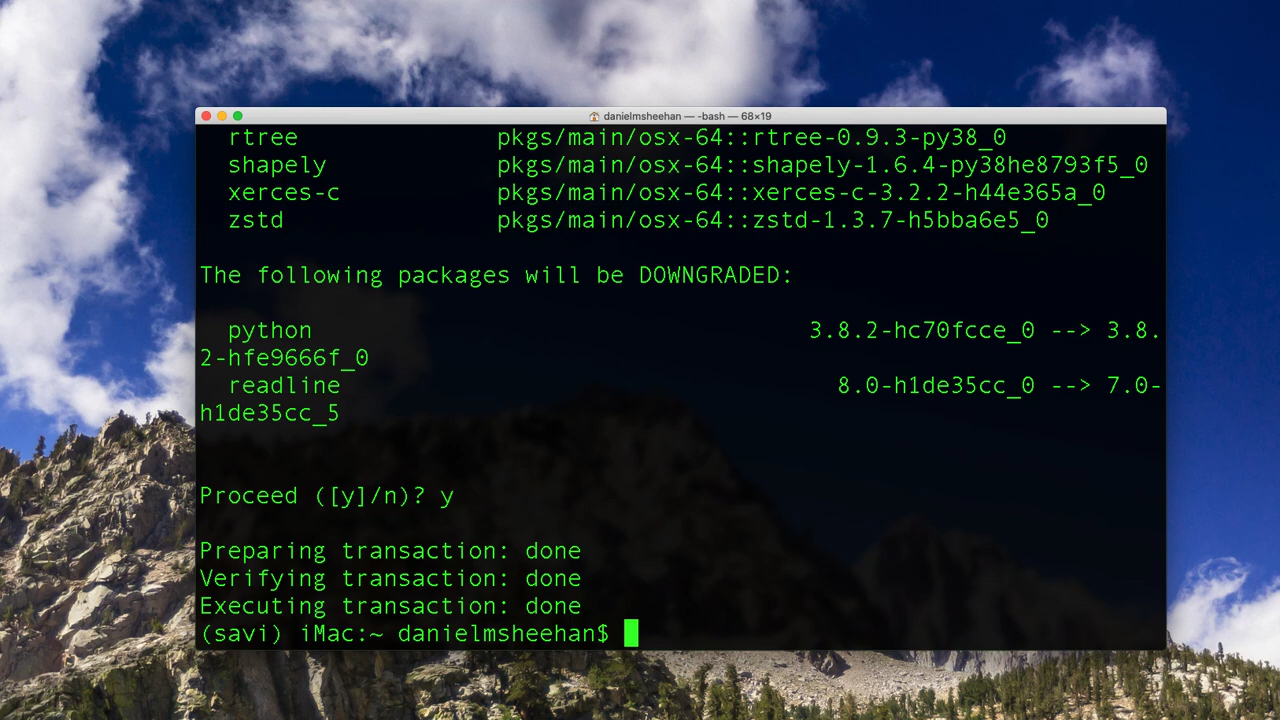 danielmsheehan — -bash — 68×19
rtree pkgs/main/osx-64::rtree-0.9.3-py38_0
shapely pkgs/main/osx-64::shapely-1.6.4-py38he8793f5_0
xerces-c pkgs/main/osx-64::xerces-c-3.2.2-h44e365a_0
zstd pkgs/main/osx-64::zstd-1.3.7-h5bba6e5_0
The following packages will be DOWNGRADED:
python 3.8.2-hc70fcce_0 --> 3.8.
2-hfe9666f_0
readline 8.0-h1de35cc_0 --> 7.0-
h1de35cc_5
Proceed ([y]/n)? y
Preparing transaction: done
Verifying transaction: done
Executing transaction: done
(savi) iMac:~ danielmsheehan$